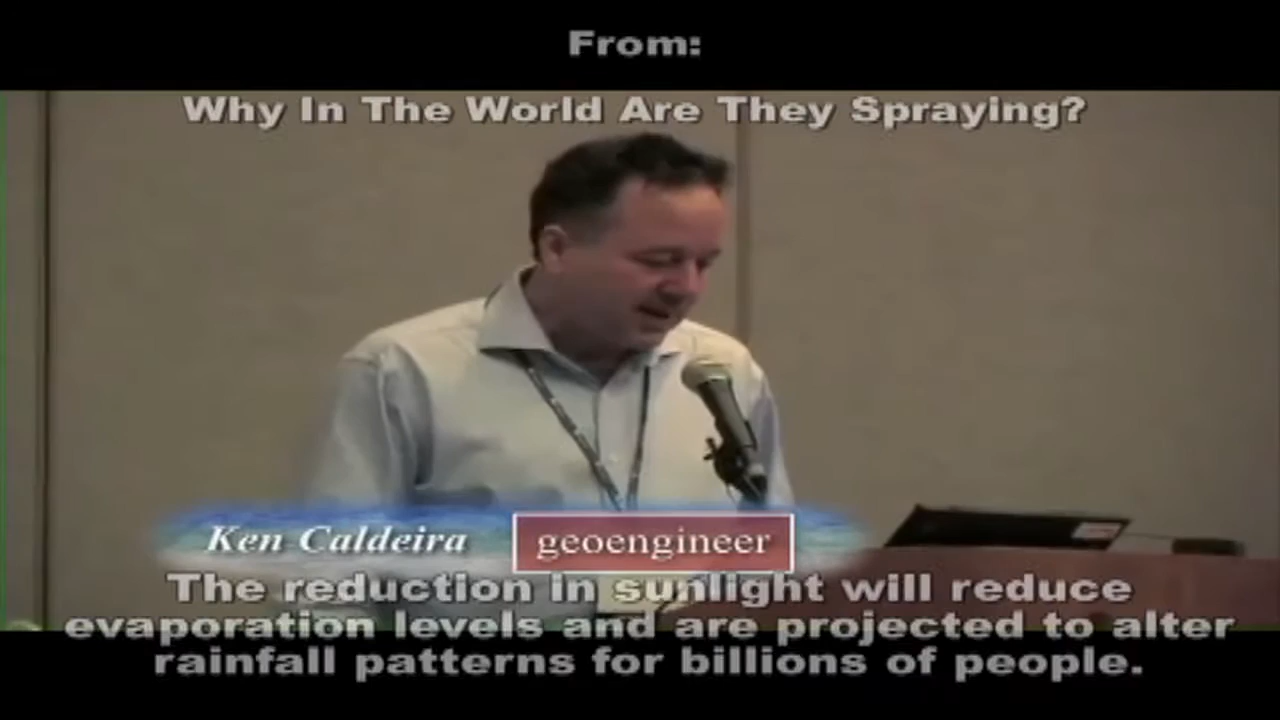 From:
Why In The World Are They Spraying?
Ken Caldeira
geoengineer
The reduction in sunlight will reduce
evaporation levels and are projected to alter
rainfall patterns for billions of people.